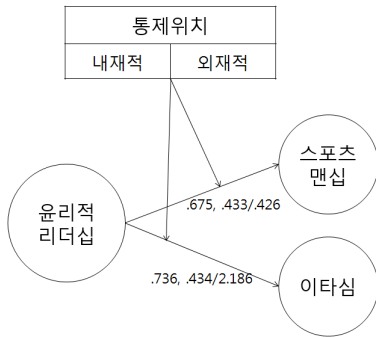 통제위치
내재적 외재적
스포츠
맨십
윤리적
리더십
.675, .433/.426
.736, .434/2.186
이타심